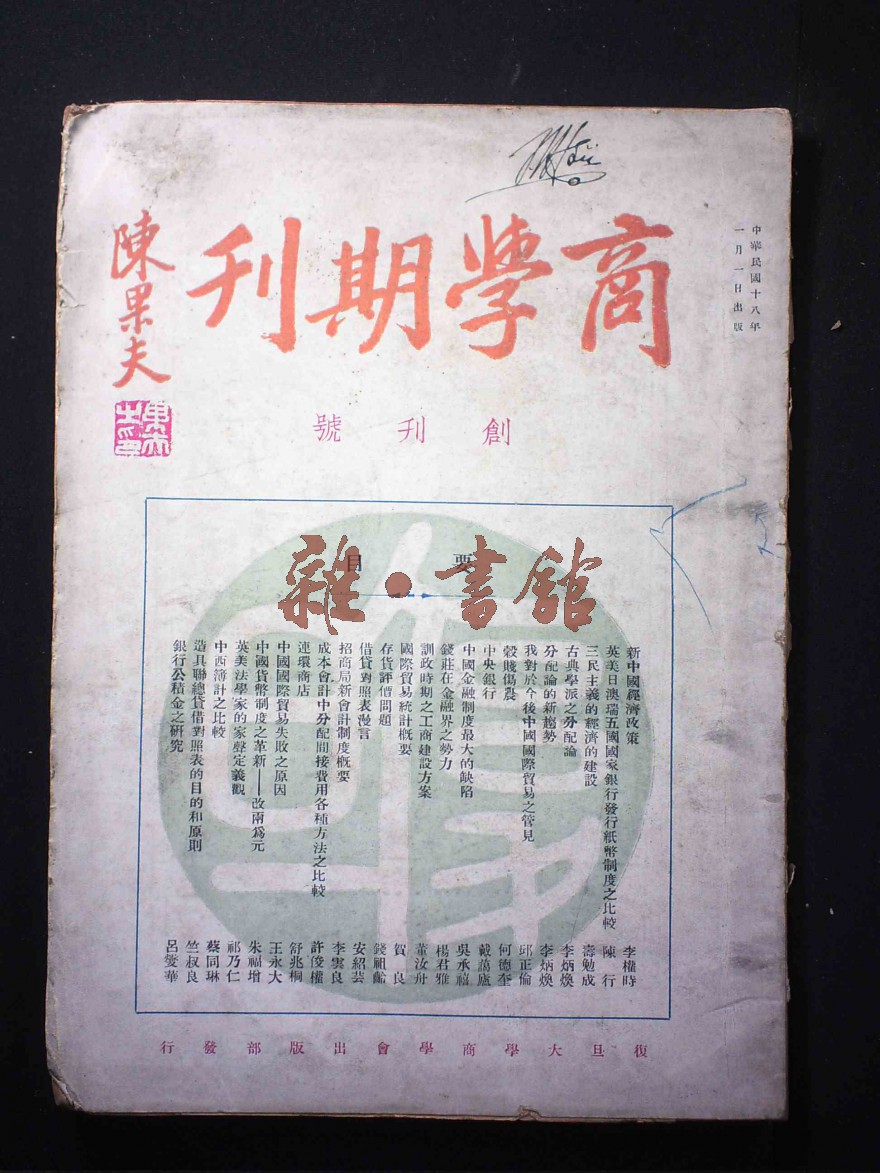 中華民國十八年
一月一日出版
商學期刊
陳果夫
創刊號
要目
雜·書館
新中國經濟政策 李權時
英美日澳瑞五國國家銀行發行紙幣制度之比較 陳行
三民主義的經濟的建設 壽勉成
古典學派之分配論 李炳煥
分配論的新趨勢 李炳煥
我對於今後中國國際貿易之管見 邱正倫
穀賤傷農 何德奎
中央銀行 戴藹廬
中國金融制度最大的缺陷 吳承禧
錢莊在金融界之勢力 楊君雅
訓政時期之工商建設方案 董汝舟
國際貿易統計概要 賀良
存貨評價問題 錢祖齡
借貸對照表漫言 安紹芸
招商局新會計制度概要 李雲良
成本會計中分配間接費用各種方法之比較 許俊權
連環商店 舒兆桐
中國國際貿易失敗之原因 王永大
中國貨幣制度之革新——改兩爲元 朱福增
英美法學家的家聲定義觀 祁乃仁
中西簿計之比較 蔡同琳
造具聯總貸借對照表的目的和原則 竺叔良
銀行公積金之研究 呂燮華
復旦大學商學會出版部發行